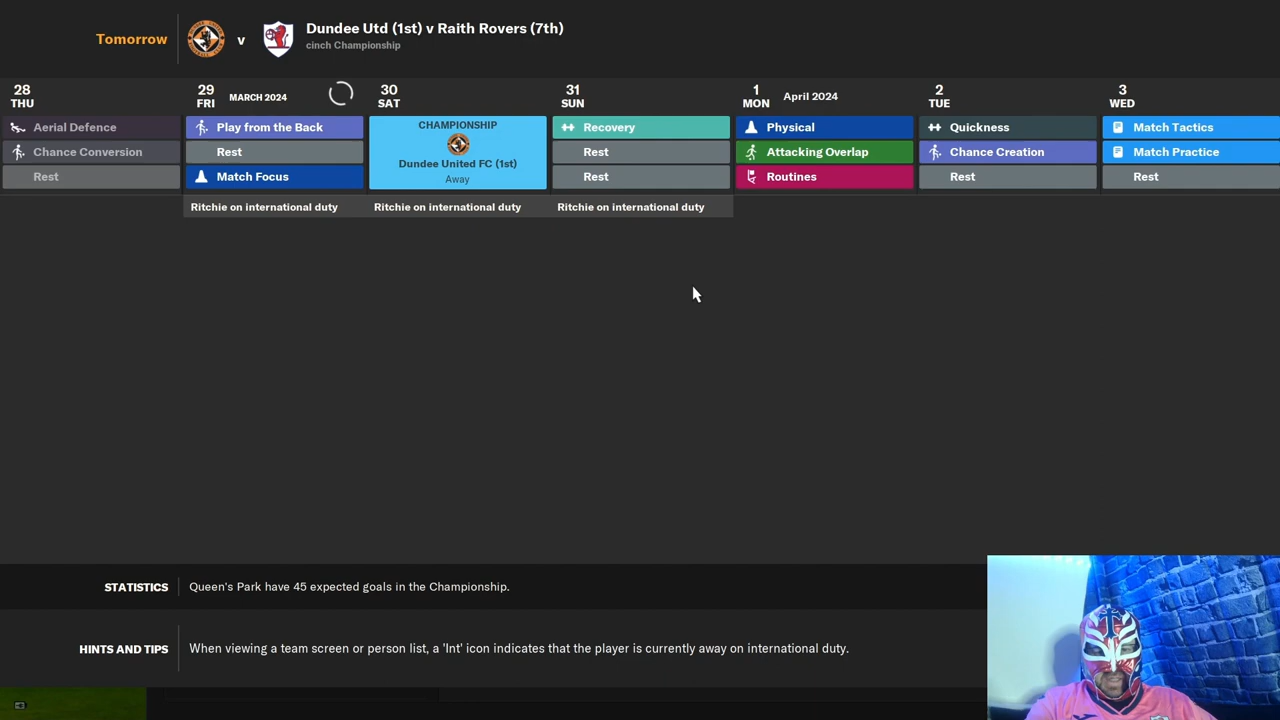 Tomorrow
v
Dundee Utd (1st) v Raith Rovers (7th)
cinch Championship
28
THU
29
FRI
MARCH 2024
30
SAT
31
SUN
1
MON
April 2024
2
TUE
3
WED
Aerial Defence
Chance Conversion
Rest
Play from the Back
Rest
Match Focus
CHAMPIONSHIP
Dundee United FC (1st)
Away
Recovery
Rest
Rest
Physical
Attacking Overlap
Routines
Quickness
Chance Creation
Rest
Match Tactics
Match Practice
Rest
Ritchie on international duty
Ritchie on international duty
Ritchie on international duty
STATISTICS
Queen's Park have 45 expected goals in the Championship.
HINTS AND TIPS
When viewing a team screen or person list, a 'Int' icon indicates that the player is currently away on international duty.